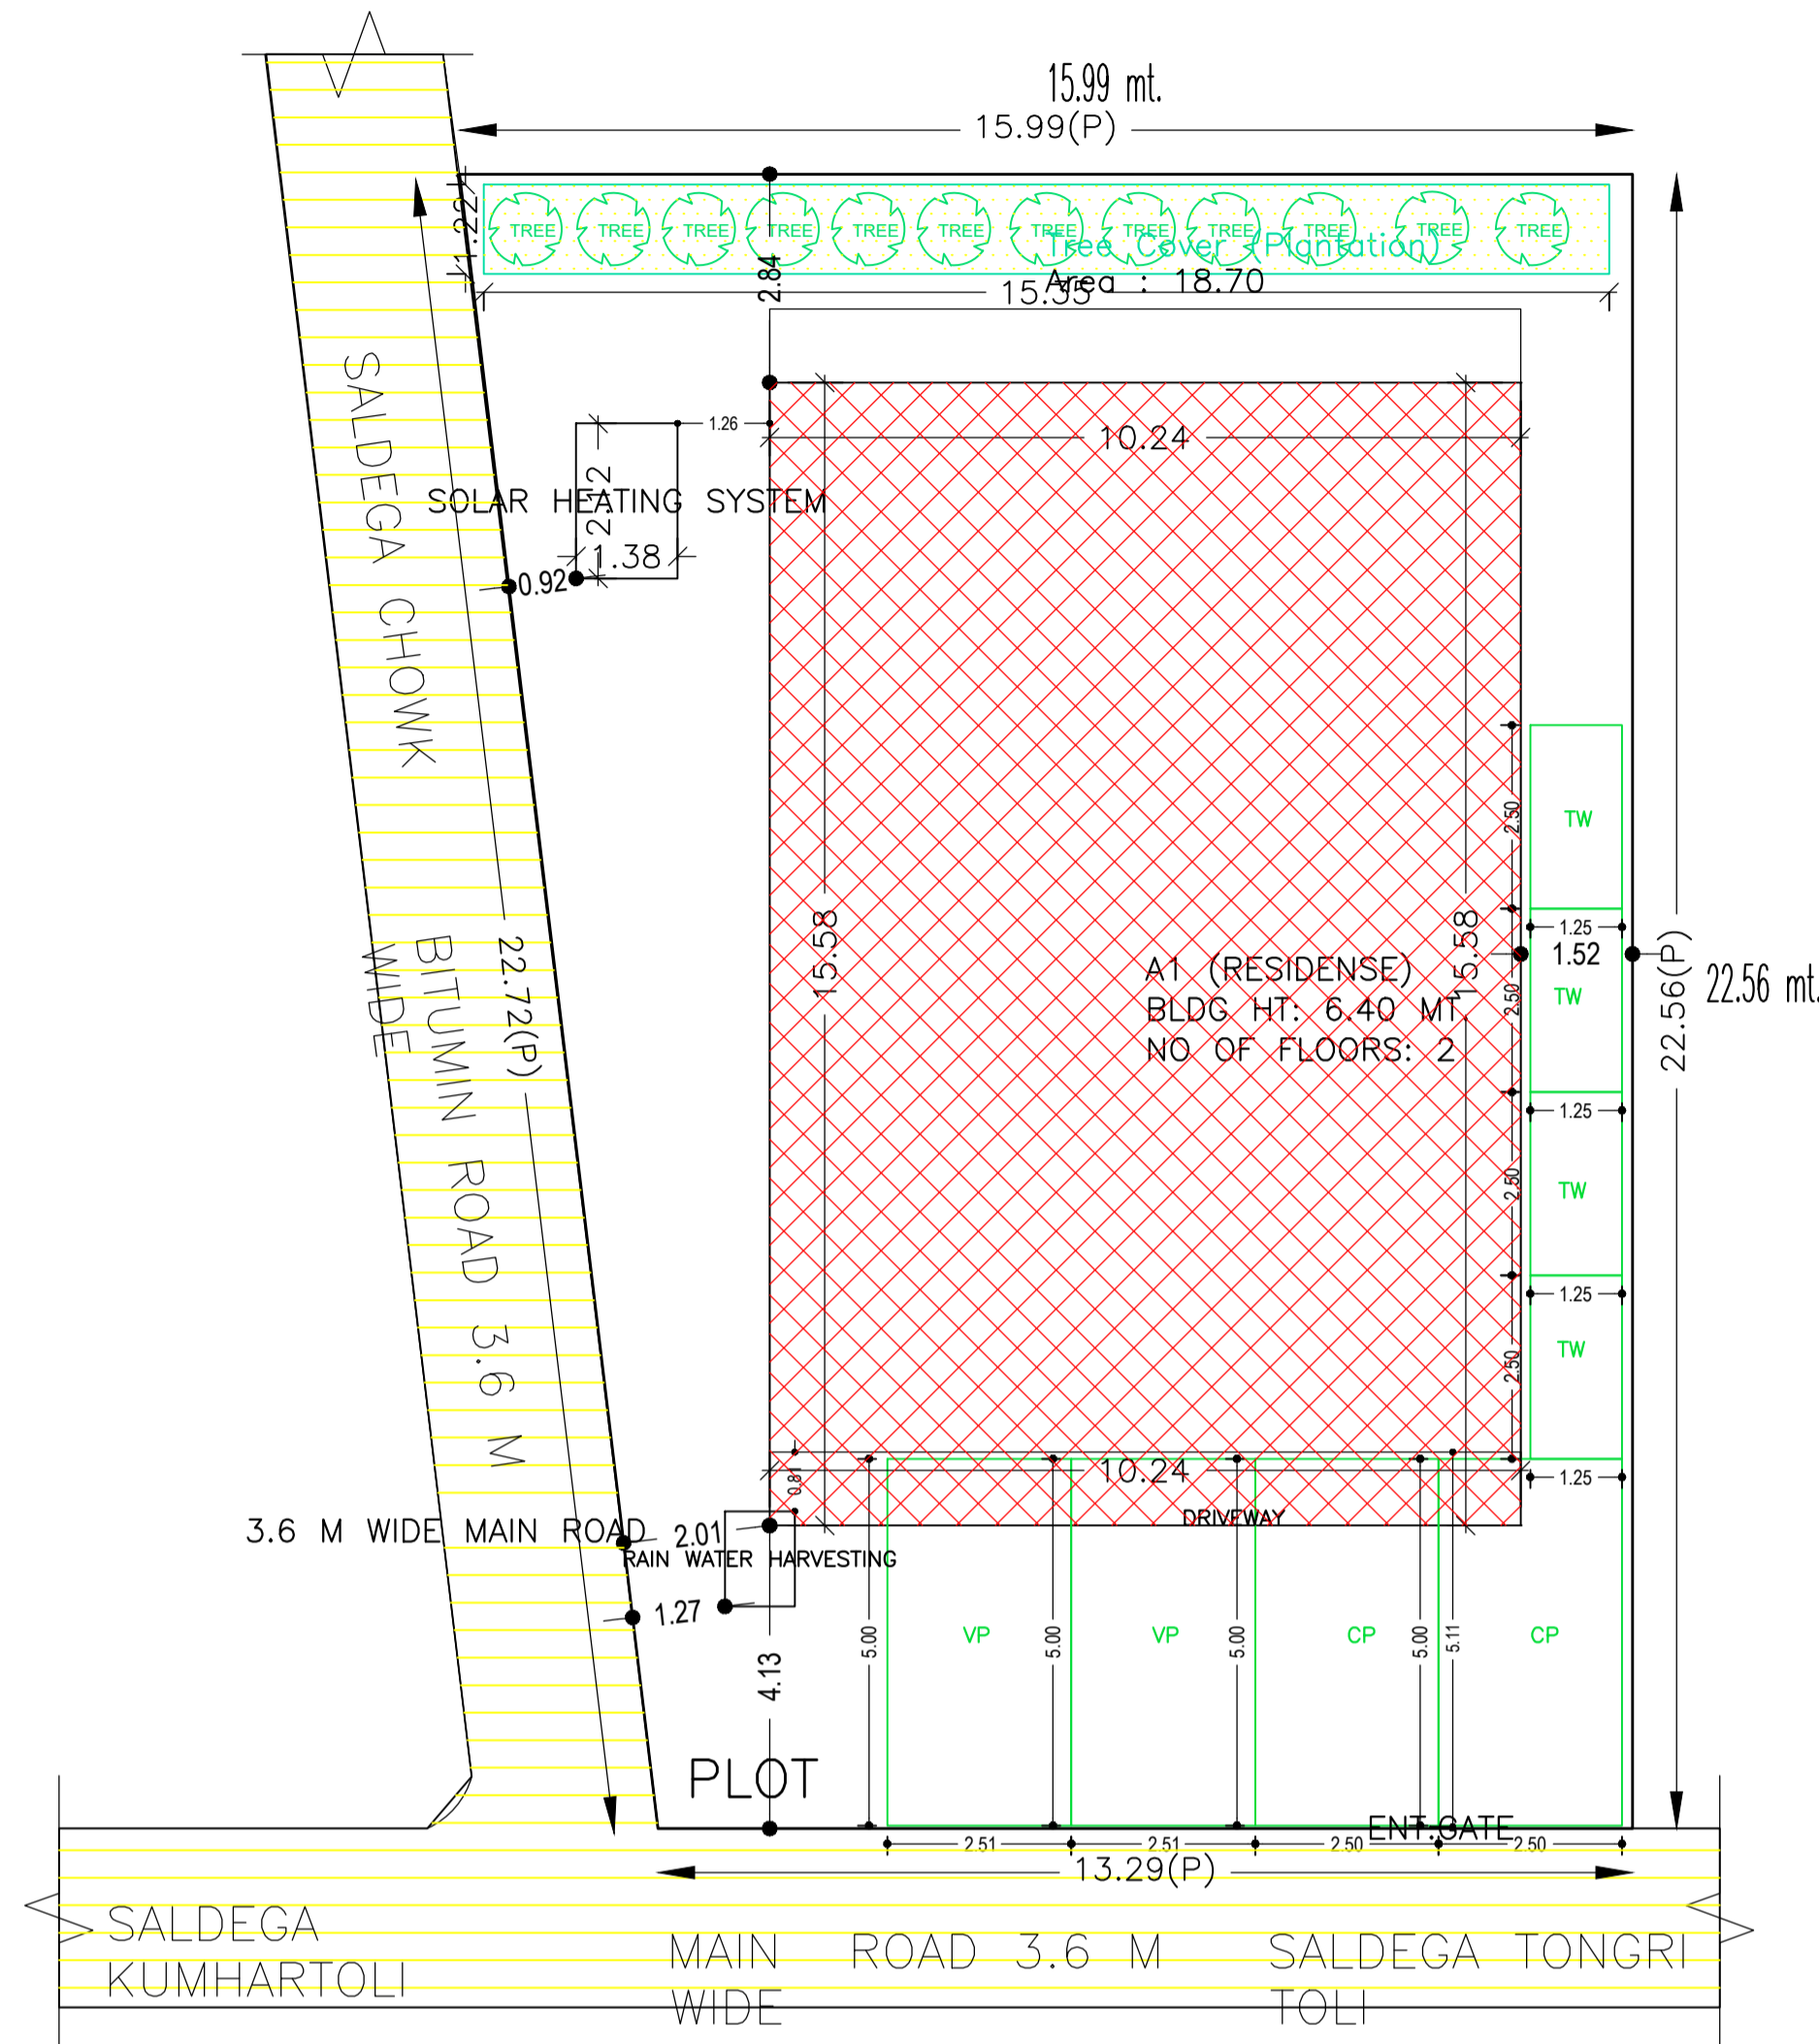 15.99 mt.
15.99(P)
1.22
TREE TREE TREE TREE TREE TREE TREE TREE TREE TREE TREE TREE
Tree Cover (Plantation)
Area : 18.70
15.35
2.84
1.26
10.24
2.12
SOLAR HEATING SYSTEM
1.38
0.92
SALDEGA CHOWK
BITUMIN ROAD 3.6 M
WIDE
22.72(P)
15.58
15.58
A1 (RESIDENSE)
BLDG HT: 6.40 MT
NO OF FLOORS: 2
2.50
TW
1.25
1.52
2.50
TW
1.25
2.50
TW
1.25
2.50
TW
1.25
22.56(P)
22.56 mt.
10.24
0.81
DRIVEWAY
3.6 M WIDE MAIN ROAD
2.01
RAIN WATER HARVESTING
1.27
4.13
5.00
VP
5.00
VP
5.00
CP
5.00
5.11
CP
PLOT
ENT.GATE
2.51 2.51 2.50 2.50
13.29(P)
SALDEGA
KUMHARTOLI
MAIN ROAD 3.6 M
WIDE
SALDEGA TONGRI
TOLI